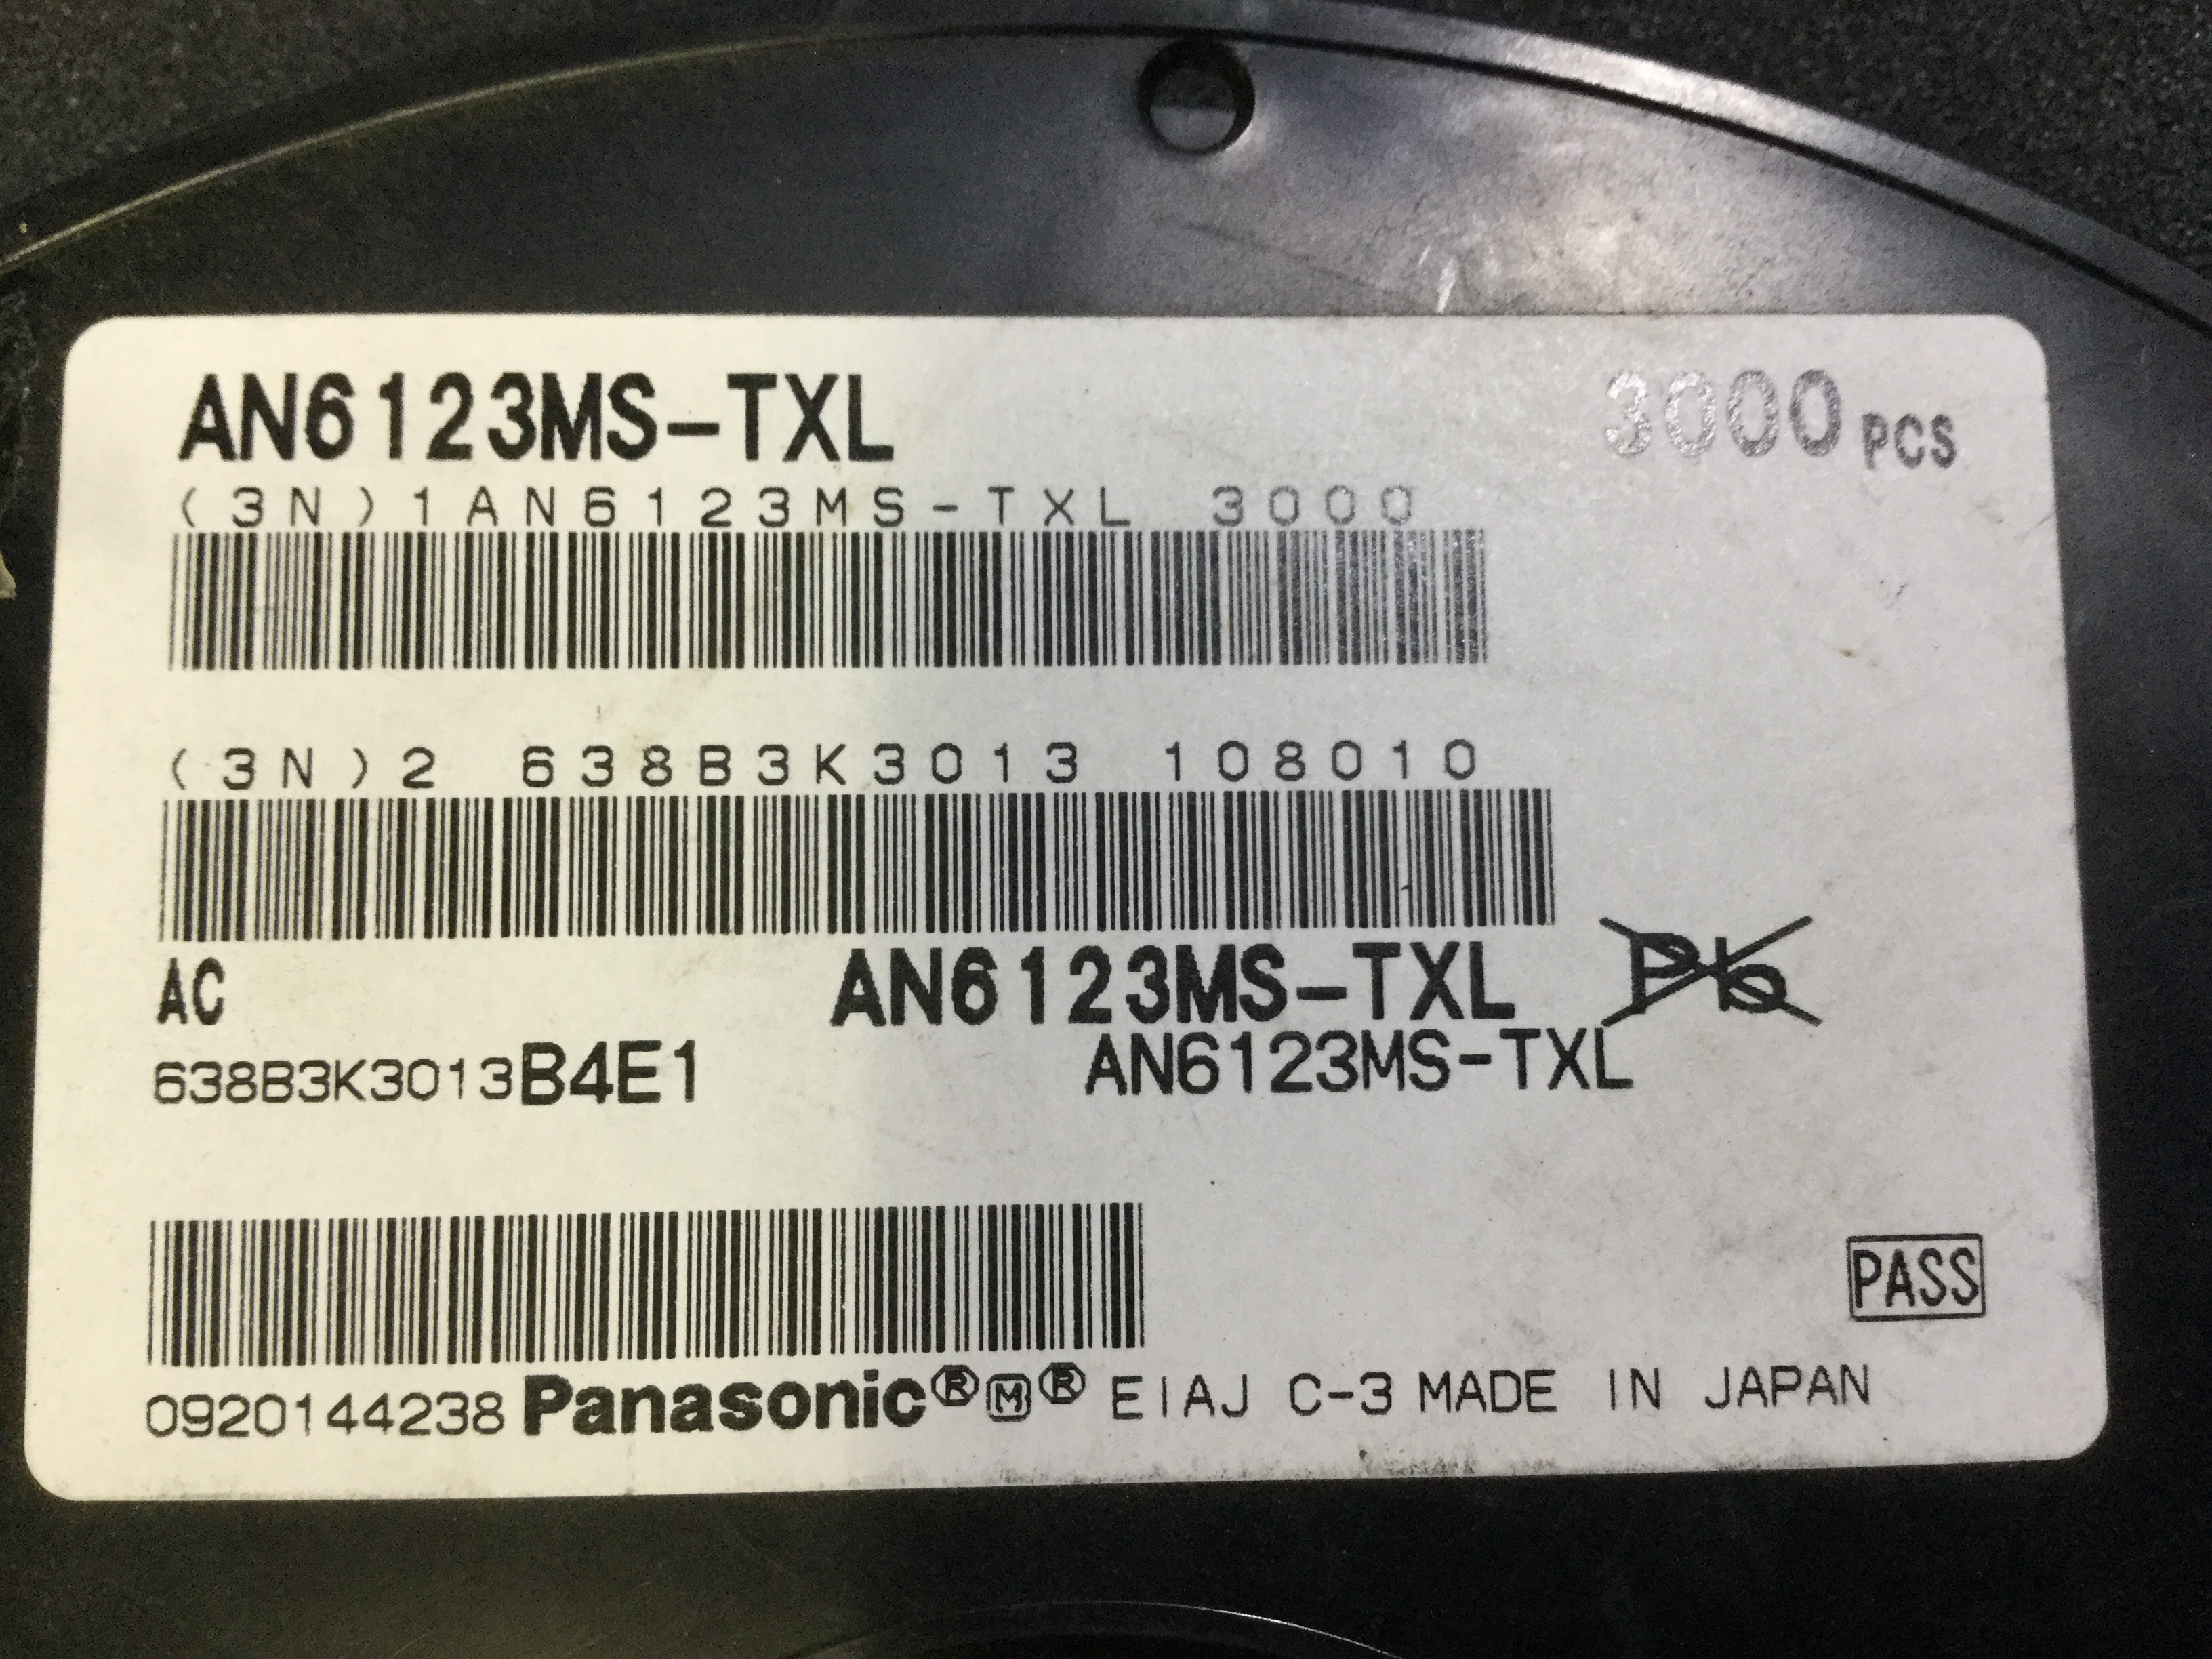 AN6123MS-TXL 3000 PCS
(3N)1AN6123MS-TXL 3000
(3N)2 638B3K3013 108010
AC AN6123MS-TXL Pb
638B3K3013B4E1 AN6123MS-TXL
PASS
0920144238 Panasonic® M® EIAJ C-3 MADE IN JAPAN